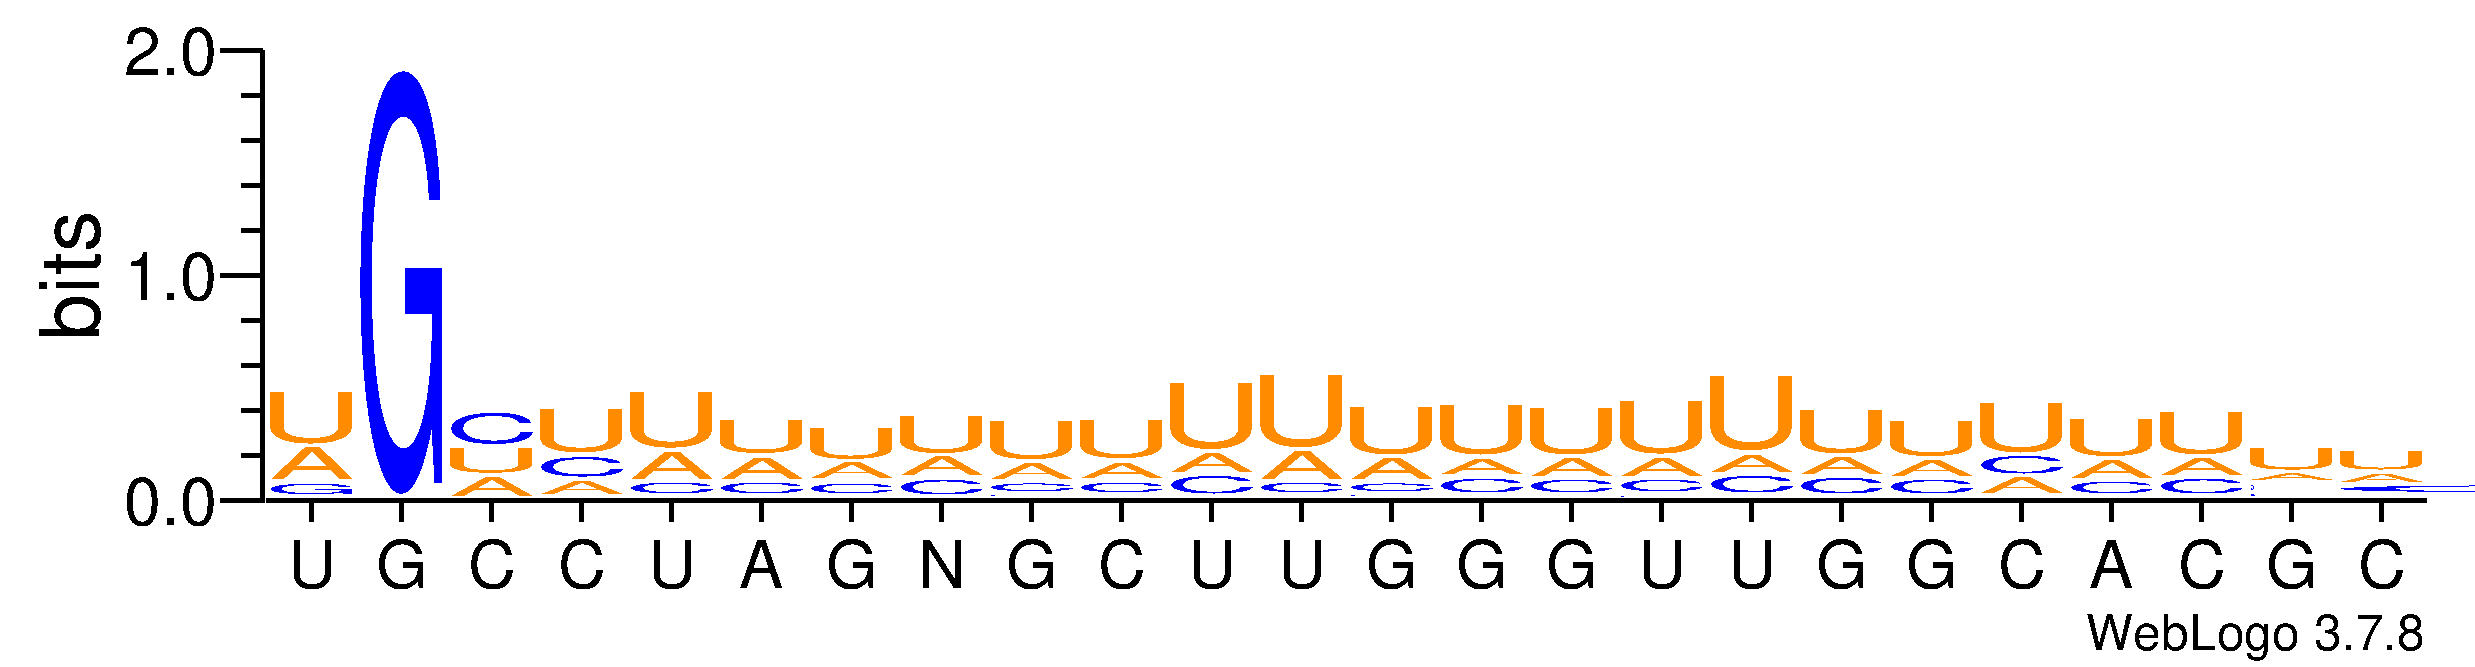 bits
2.0
1.0
0.0
U G C C U A G N G C U U G G G U U G G C A C G C
WebLogo 3.7.8